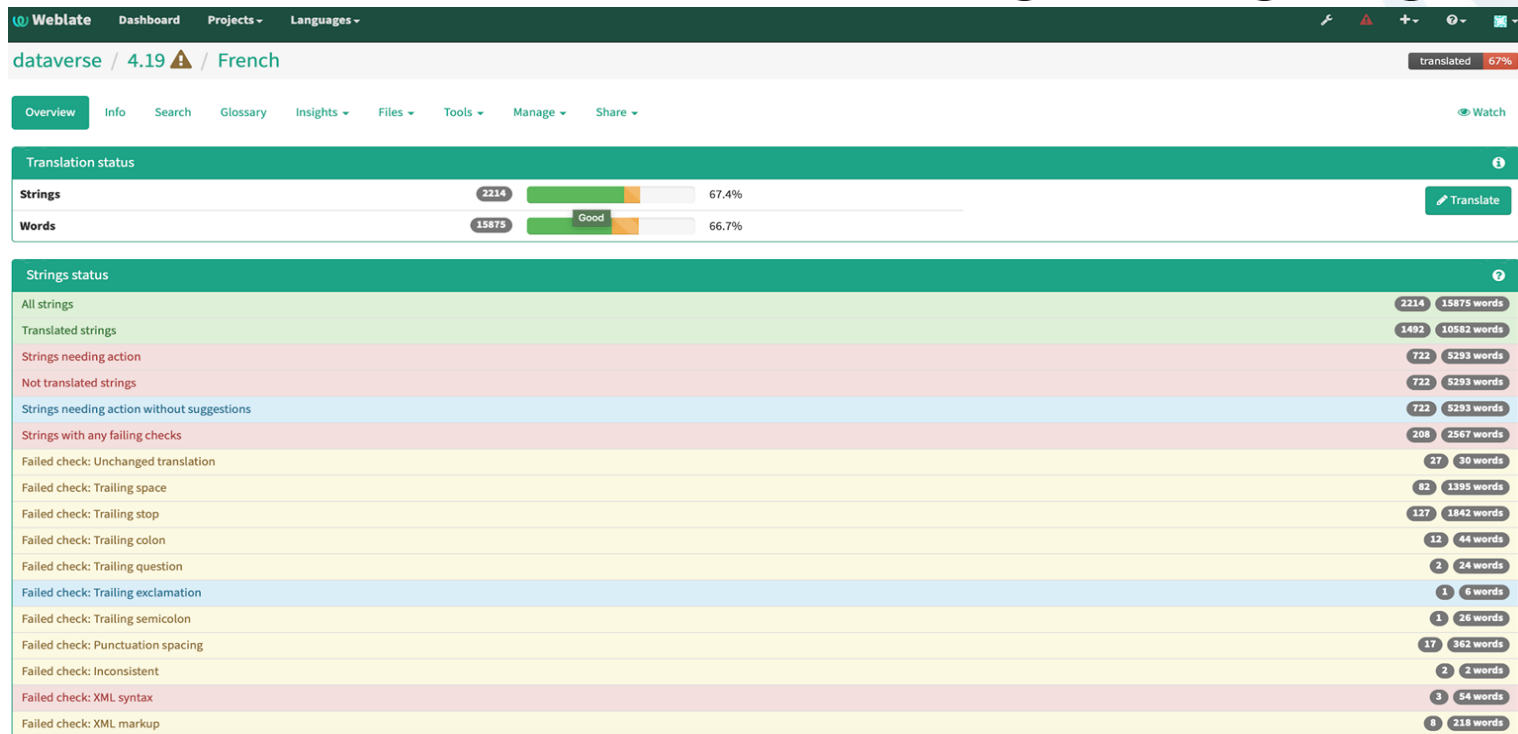 Weblate Dashboard Projects Languages
dataverse / 4.19 / French
translated 67%
Overview Info Search Glossary Insights Files Tools Manage Share Watch
Translation status
Strings 2214 67.4%
Translate
Good
Words 15875 66.7%
Strings status
All strings 2214 15875 words
Translated strings 1492 10582 words
Strings needing action 722 5293 words
Not translated strings 722 5293 words
Strings needing action without suggestions 722 5293 words
Strings with any failing checks 208 2567 words
Failed check: Unchanged translation 27 30 words
Failed check: Trailing space 82 1395 words
Failed check: Trailing stop 127 1842 words
Failed check: Trailing colon 12 44 words
Failed check: Trailing question 2 24 words
Failed check: Trailing exclamation 1 6 words
Failed check: Trailing semicolon 1 26 words
Failed check: Punctuation spacing 17 362 words
Failed check: Inconsistent 2 2 words
Failed check: XML syntax 3 54 words
Failed check: XML markup 8 218 words